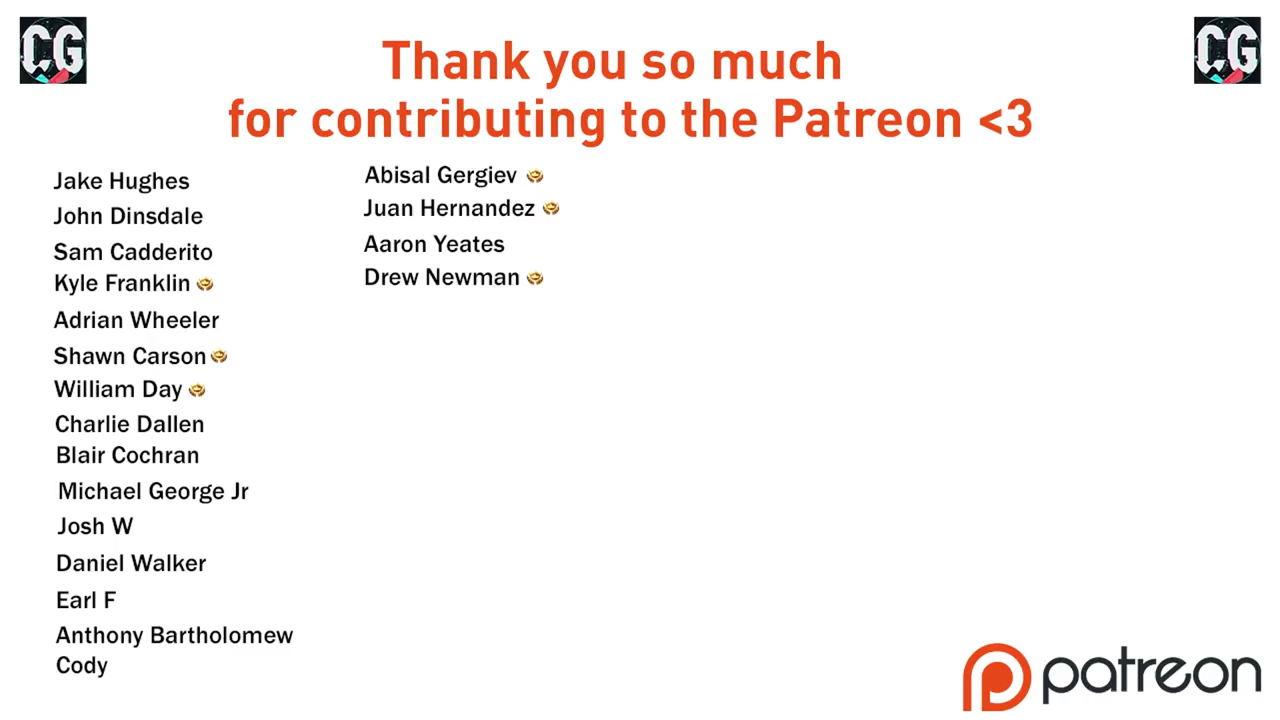 CG
CG
Thank you so much
for contributing to the Patreon <3
Jake Hughes
John Dinsdale
Sam Cadderito
Kyle Franklin
Adrian Wheeler
Shawn Carson
William Day
Charlie Dallen
Blair Cochran
Michael George Jr
Josh W
Daniel Walker
Earl F
Anthony Bartholomew
Cody
Abisal Gergiev
Juan Hernandez
Aaron Yeates
Drew Newman
patreon